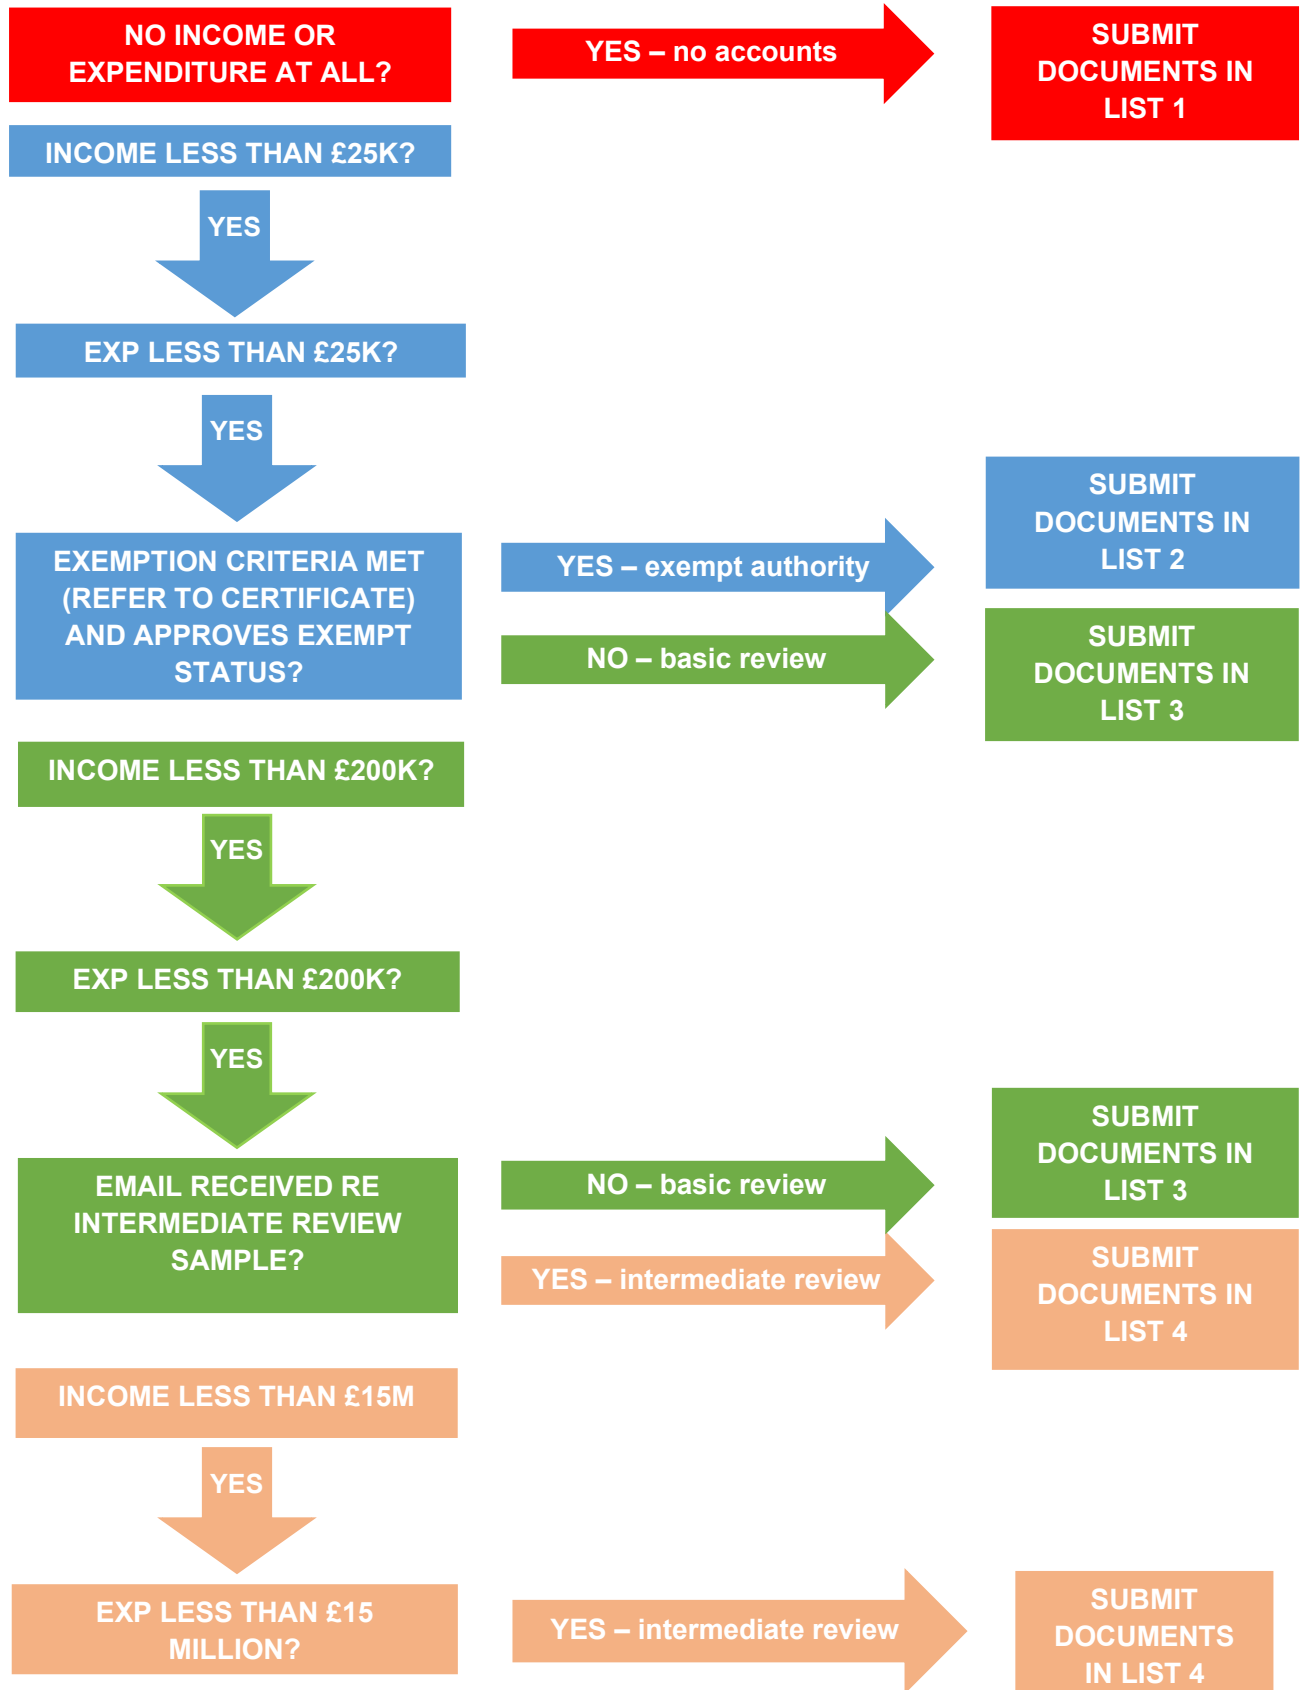 NO INCOME OR
EXPENDITURE AT ALL?
YES – no accounts
SUBMIT
DOCUMENTS IN
LIST 1
INCOME LESS THAN £25K?
YES
EXP LESS THAN £25K?
YES
EXEMPTION CRITERIA MET
(REFER TO CERTIFICATE)
AND APPROVES EXEMPT
STATUS?
YES – exempt authority
SUBMIT
DOCUMENTS IN
LIST 2
NO – basic review
SUBMIT
DOCUMENTS IN
LIST 3
INCOME LESS THAN £200K?
YES
EXP LESS THAN £200K?
YES
EMAIL RECEIVED RE
INTERMEDIATE REVIEW
SAMPLE?
NO – basic review
SUBMIT
DOCUMENTS IN
LIST 3
YES – intermediate review
SUBMIT
DOCUMENTS IN
LIST 4
INCOME LESS THAN £15M
YES
EXP LESS THAN £15
MILLION?
YES – intermediate review
SUBMIT
DOCUMENTS
IN LIST 4